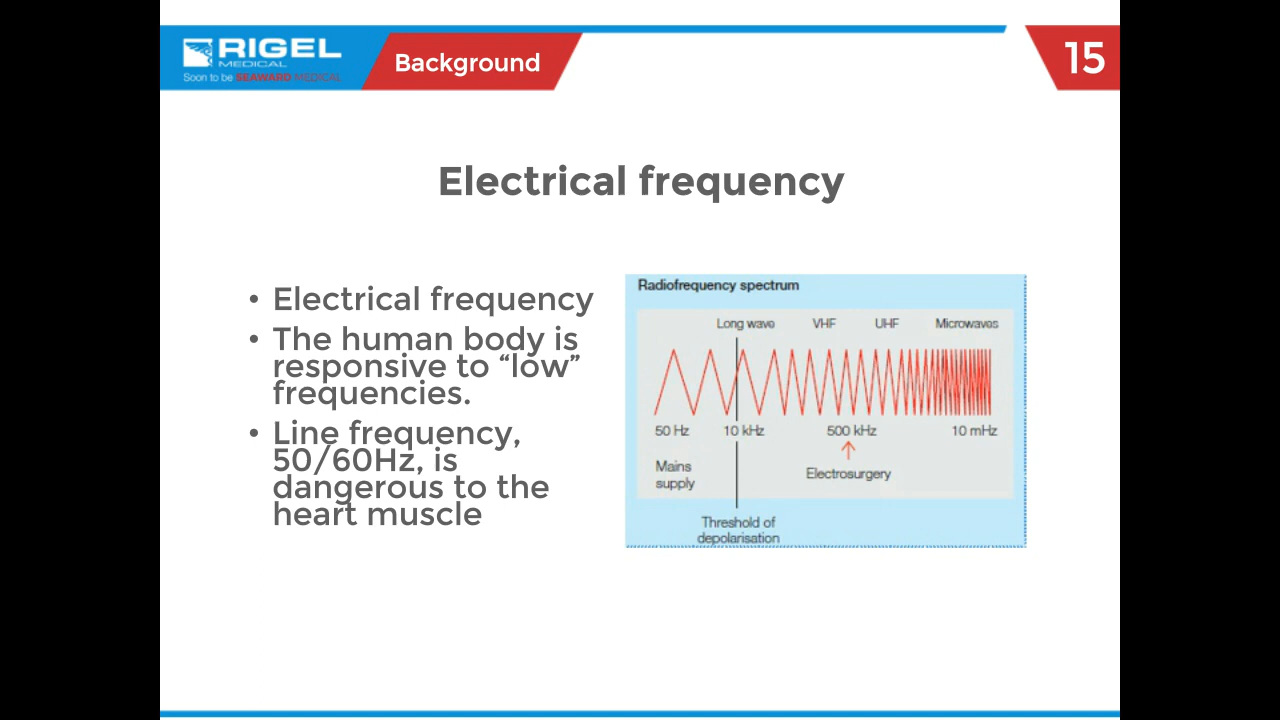 RIGEL
MEDICAL
Soon to be SEAWARD MEDICAL
Background
15
Electrical frequency
• Electrical frequency
• The human body is
responsive to “low”
frequencies.
• Line frequency,
50/60Hz, is
dangerous to the
heart muscle
Radiofrequency spectrum
Long wave VHF UHF Microwaves
50 Hz 10 kHz 500 kHz 10 mHz
Mains
supply
Electrosurgery
Threshold of
depolarisation